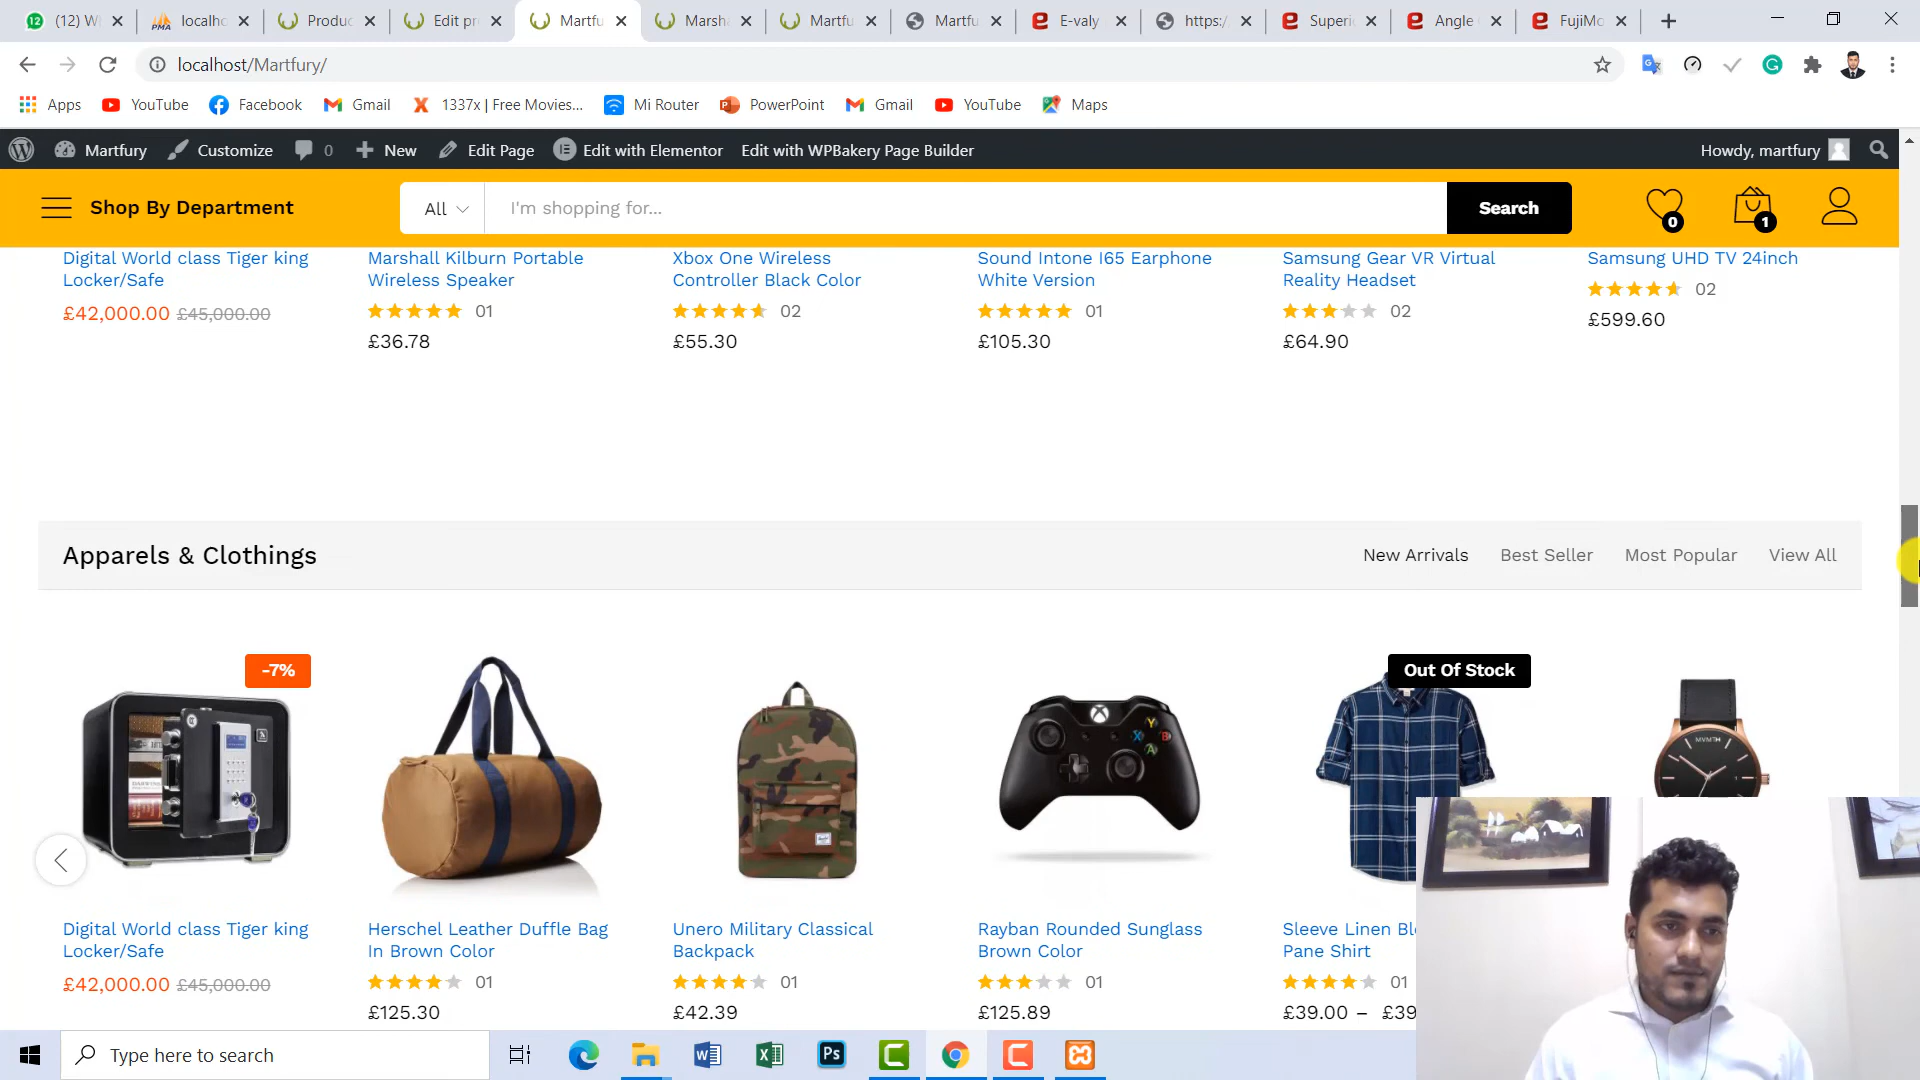 (12) W
localho
Produc
Edit pr
Martfu
Marsha
Martfu
Martfu
E-valy
https:/
Superi
Angle
FujiMo
localhost/Martfury/
Apps
YouTube
Facebook
Gmail
1337x | Free Movies...
Mi Router
PowerPoint
Gmail
YouTube
Maps
Martfury
Customize
0
New
Edit Page
Edit with Elementor
Edit with WPBakery Page Builder
Howdy, martfury
Shop By Department
All
I'm shopping for...
Search
0
1
Digital World class Tiger king
Locker/Safe
£42,000.00 £45,000.00
Marshall Kilburn Portable
Wireless Speaker
01
£36.78
Xbox One Wireless
Controller Black Color
02
£55.30
Sound Intone I65 Earphone
White Version
01
£105.30
Samsung Gear VR Virtual
Reality Headset
02
£64.90
Samsung UHD TV 24inch
02
£599.60
Apparels & Clothings
New Arrivals
Best Seller
Most Popular
View All
-7%
Out Of Stock
Digital World class Tiger king
Locker/Safe
£42,000.00 £45,000.00
Herschel Leather Duffle Bag
In Brown Color
01
£125.30
Unero Military Classical
Backpack
01
£42.39
Rayban Rounded Sunglass
Brown Color
01
£125.89
Sleeve Linen Bl
Pane Shirt
01
£39.00 – £39
Type here to search